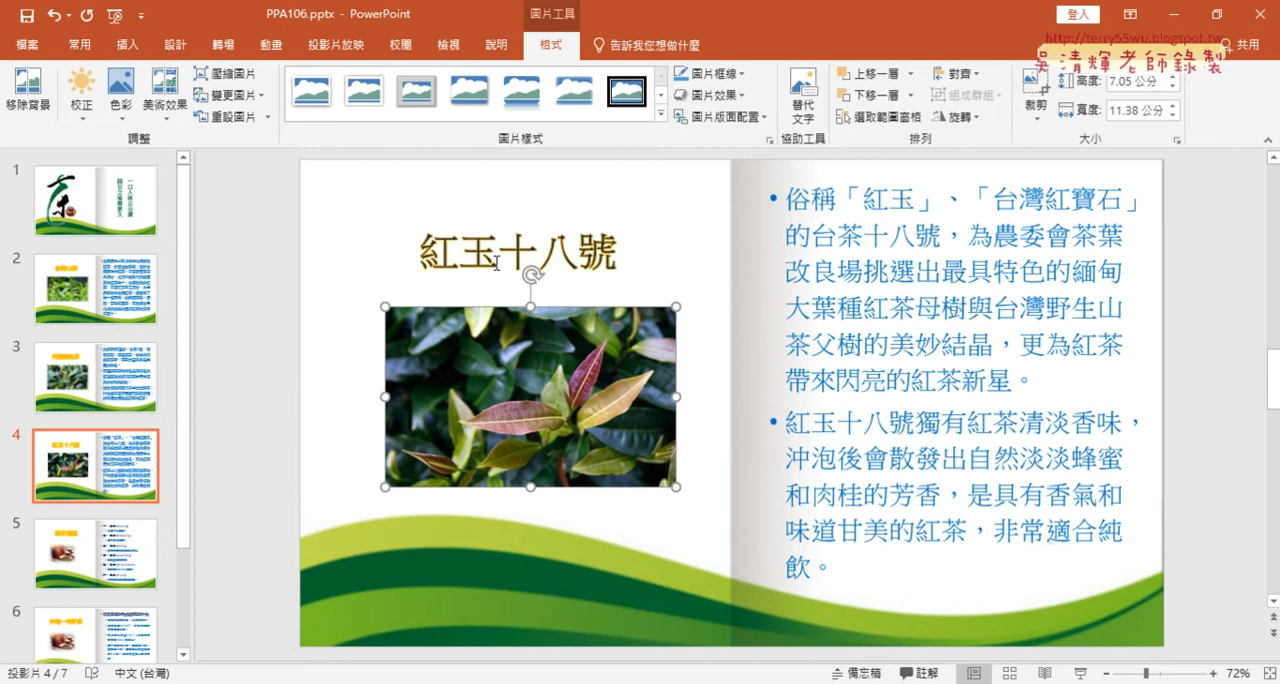 PPA106.pptx - PowerPoint
圖片工具
登入
http://terry55wu.blogspot.tw
吳清輝老師錄製
檔案 常用 插入 設計 轉場 動畫 投影片放映 校閱 檢視 說明 格式 告訴我您想做什麼 共用
移除背景 校正 色彩 美術效果 壓縮圖片 變更圖片 重設圖片
圖片框線 圖片效果 圖片版面配置
替代文字
上移一層 下移一層 選取範圍窗格 對齊 組成群組 旋轉
裁剪 高度: 7.05 公分 寬度: 11.38 公分
調整 圖片樣式 協助工具 排列 大小
1
2
3
4
5
6
紅玉十八號
•俗稱「紅玉」、「台灣紅寶石」
的台茶十八號，為農委會茶葉
改良場挑選出最具特色的緬甸
大葉種紅茶母樹與台灣野生山
茶父樹的美妙結晶，更為紅茶
帶來閃亮的紅茶新星。
•紅玉十八號獨有紅茶清淡香味，
沖泡後會散發出自然淡淡蜂蜜
和肉桂的芳香，是具有香氣和
味道甘美的紅茶，非常適合純
飲。
投影片 4 / 7 中文 (台灣) 備忘稿 註解 72%